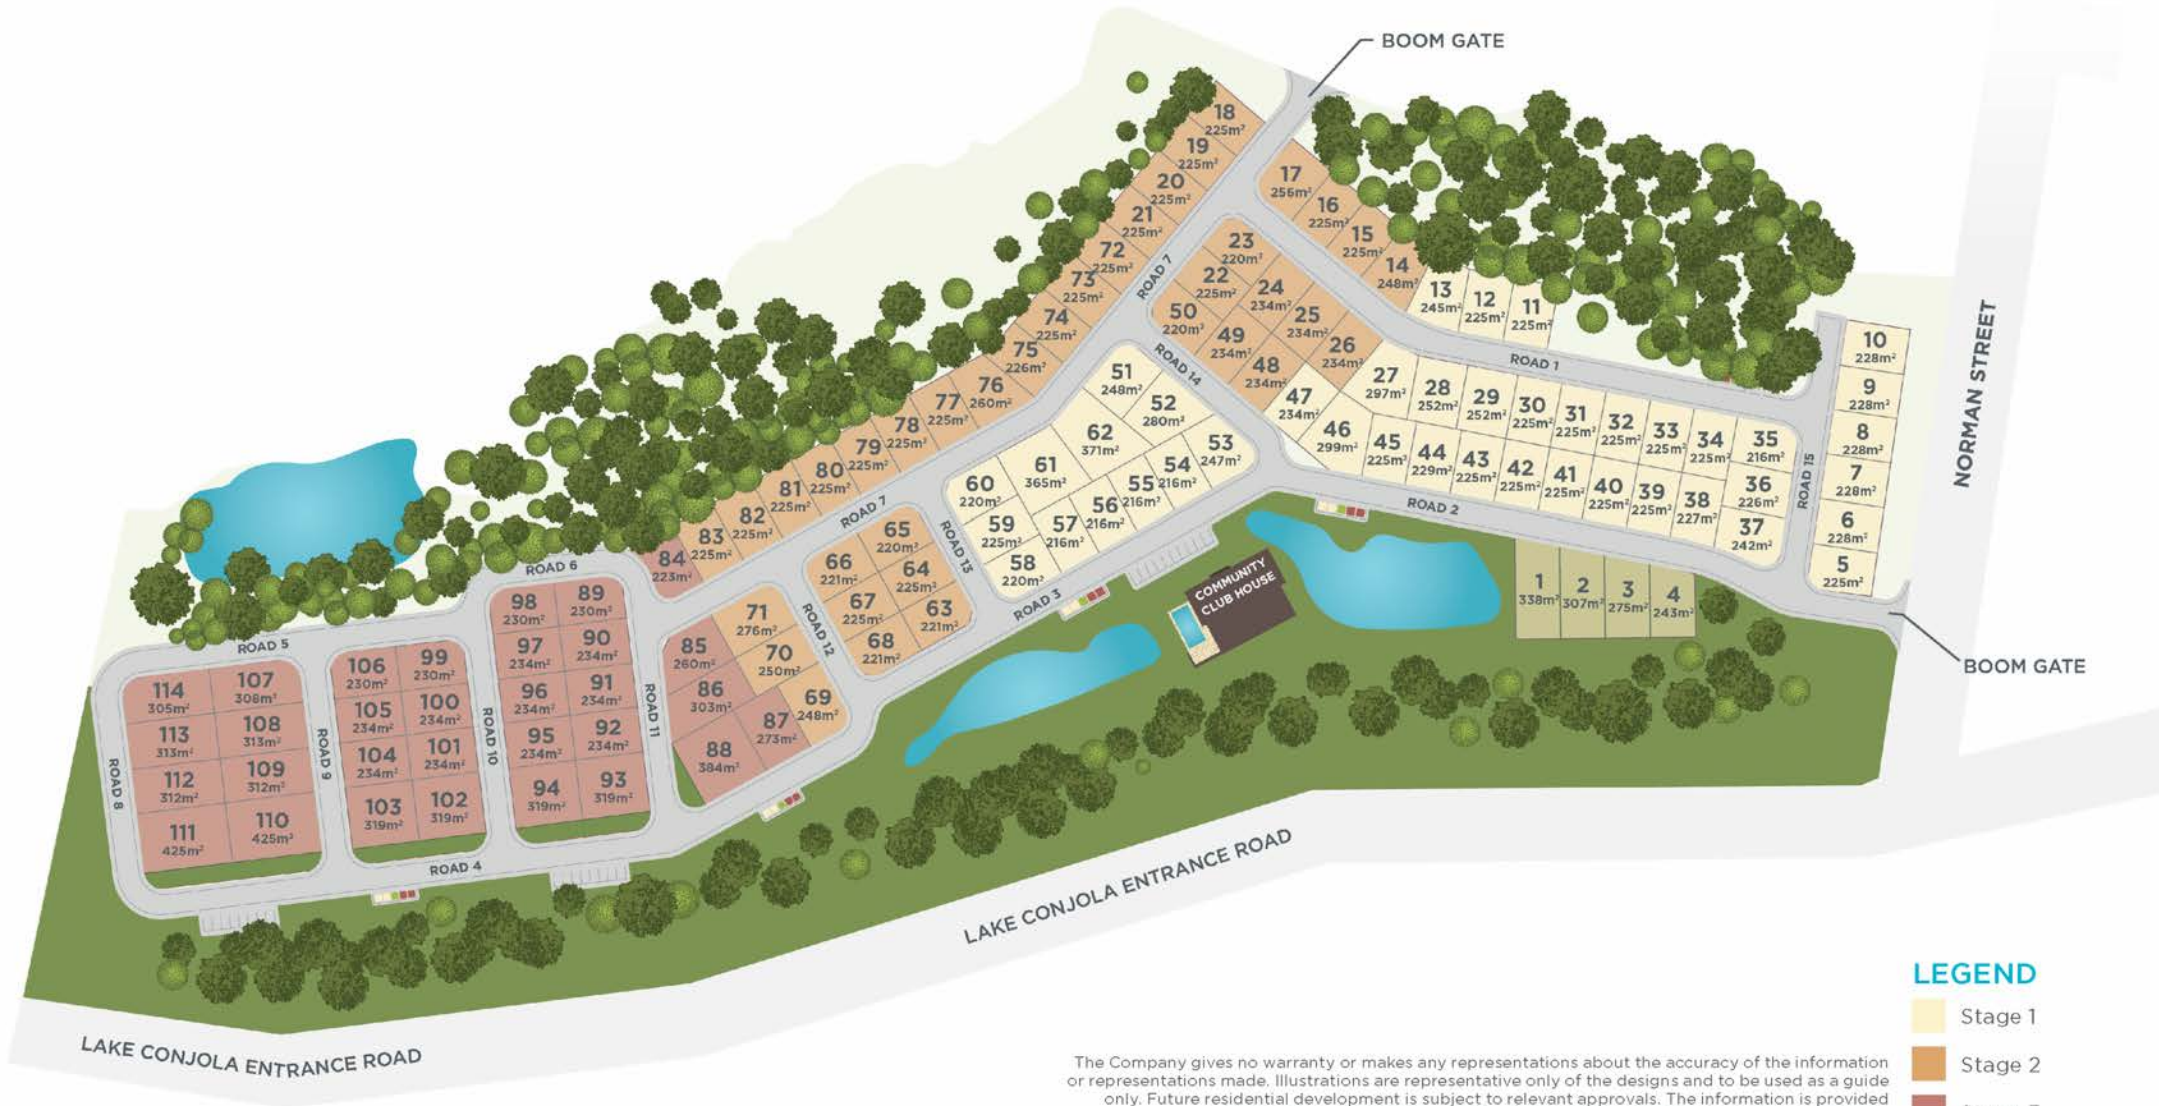 BOOM GATE
18
225m²
19
225m²
20
225m²
21
225m²
72
225m²
73
225m²
74
225m²
75
226m²
76
260m²
77
225m²
78
225m²
79
225m²
80
225m²
81
225m²
82
225m²
83
225m²
84
223m²
17
256m²
16
225m²
15
225m²
14
248m²
13
245m²
12
225m²
11
225m²
ROAD 7
23
220m²
22
225m²
24
234m²
25
234m²
26
234m²
50
220m²
49
234m²
48
234m²
47
234m²
46
299m²
ROAD 14
ROAD 1
27
297m²
28
252m²
29
252m²
30
225m²
31
225m²
32
225m²
33
225m²
34
225m²
35
216m²
36
226m²
37
242m²
45
225m²
44
229m²
43
225m²
42
225m²
41
225m²
40
225m²
39
225m²
38
227m²
ROAD 15
10
228m²
9
228m²
8
228m²
7
228m²
6
228m²
5
225m²
NORMAN STREET
ROAD 2
1
338m²
2
307m²
3
275m²
4
243m²
BOOM GATE
51
248m²
52
280m²
53
247m²
62
371m²
61
365m²
60
220m²
54
216m²
55
216m²
56
216m²
57
216m²
59
225m²
58
220m²
ROAD 7
ROAD 13
ROAD 3
COMMUNITY
CLUB HOUSE
65
220m²
66
221m²
64
225m²
67
225m²
63
221m²
68
221m²
ROAD 12
71
276m²
70
250m²
69
248m²
85
260m²
86
303m²
87
273m²
88
384m²
ROAD 6
ROAD 11
98
230m²
89
230m²
97
234m²
90
234m²
96
234m²
91
234m²
95
234m²
92
234m²
94
319m²
93
319m²
ROAD 10
ROAD 5
106
230m²
99
230m²
105
234m²
100
234m²
104
234m²
101
234m²
103
319m²
102
319m²
ROAD 9
114
305m²
107
308m²
113
313m²
108
313m²
112
312m²
109
312m²
111
425m²
110
425m²
ROAD 8
ROAD 4
LAKE CONJOLA ENTRANCE ROAD
LAKE CONJOLA ENTRANCE ROAD
LEGEND
Stage 1
Stage 2
The Company gives no warranty or makes any representations about the accuracy of the information
or representations made. Illustrations are representative only of the designs and to be used as a guide
only. Future residential development is subject to relevant approvals. The information is provided